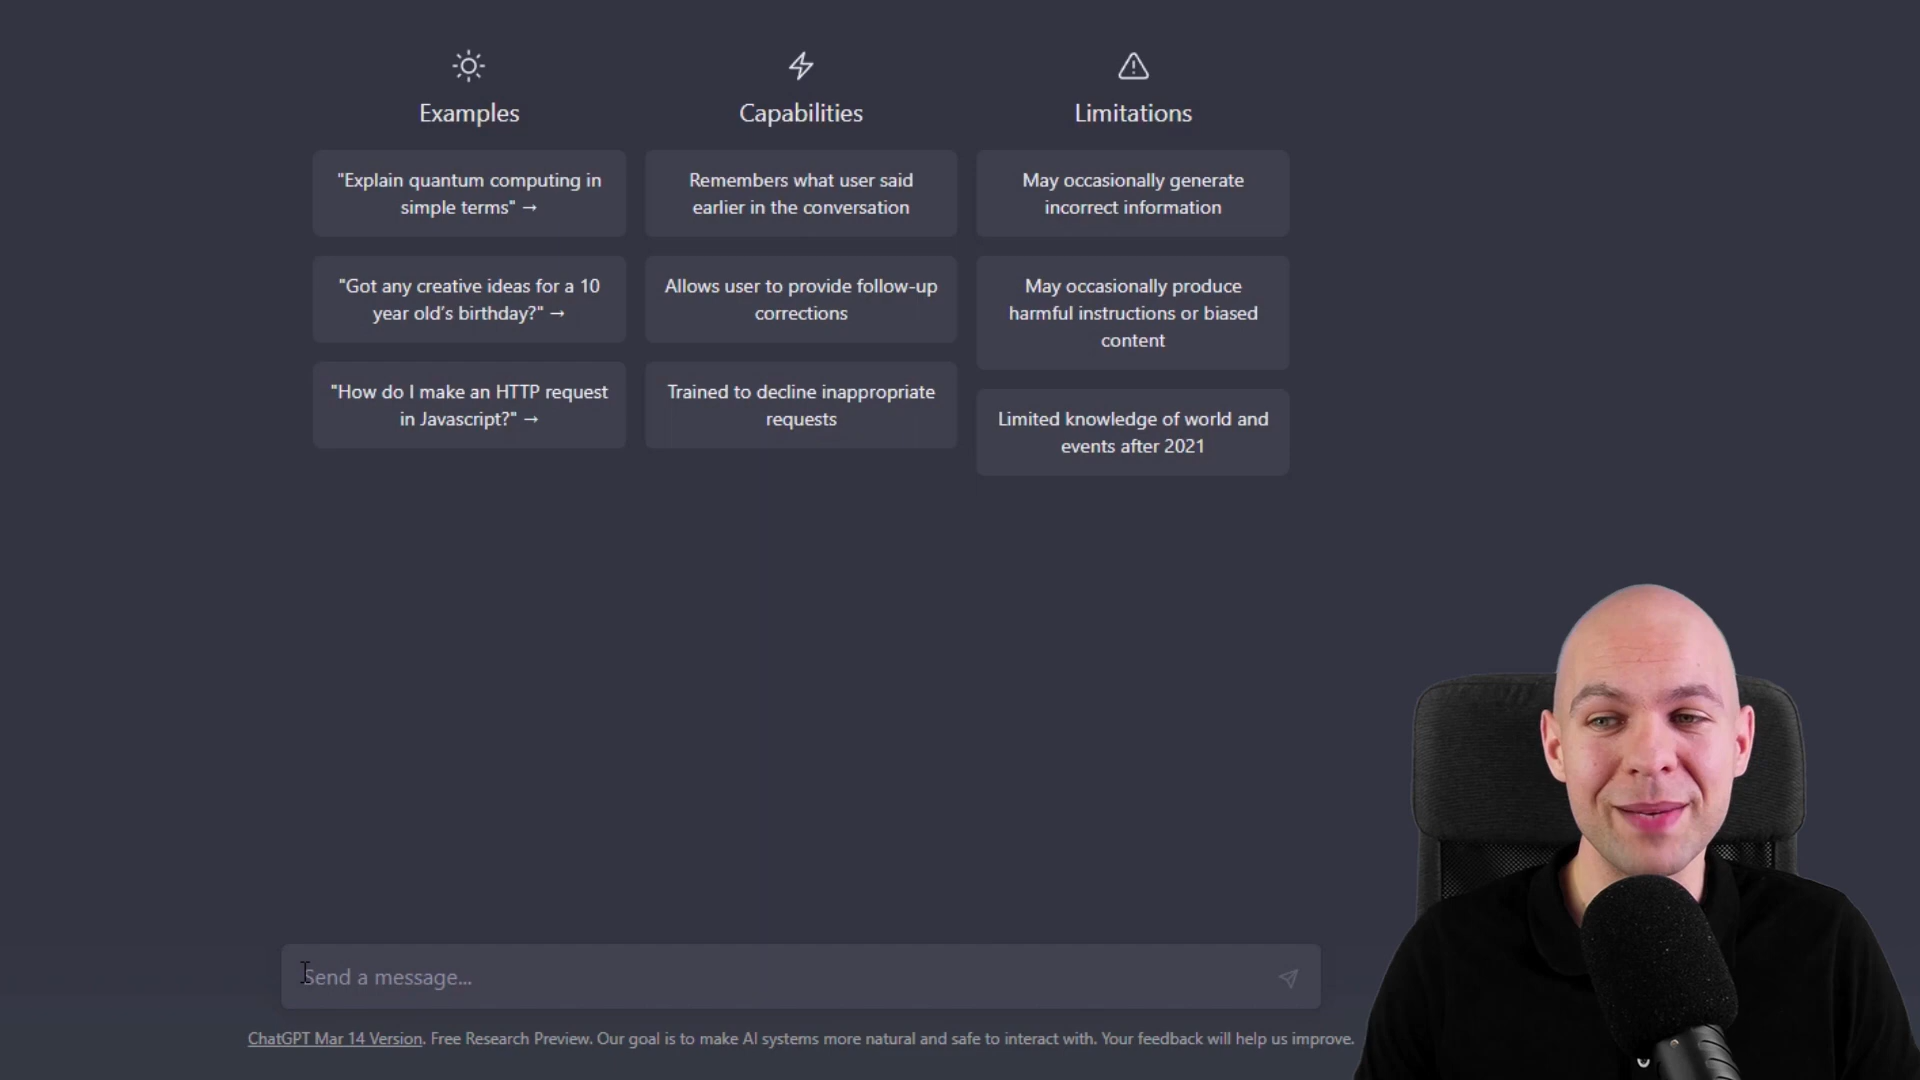 Examples
Capabilities
Limitations
"Explain quantum computing in
simple terms" →
"Got any creative ideas for a 10
year old’s birthday?" →
"How do I make an HTTP request
in Javascript?" →
Remembers what user said
earlier in the conversation
Allows user to provide follow-up
corrections
Trained to decline inappropriate
requests
May occasionally generate
incorrect information
May occasionally produce
harmful instructions or biased
content
Limited knowledge of world and
events after 2021
Send a message...
ChatGPT Mar 14 Version. Free Research Preview. Our goal is to make AI systems more natural and safe to interact with. Your feedback will help us improve.